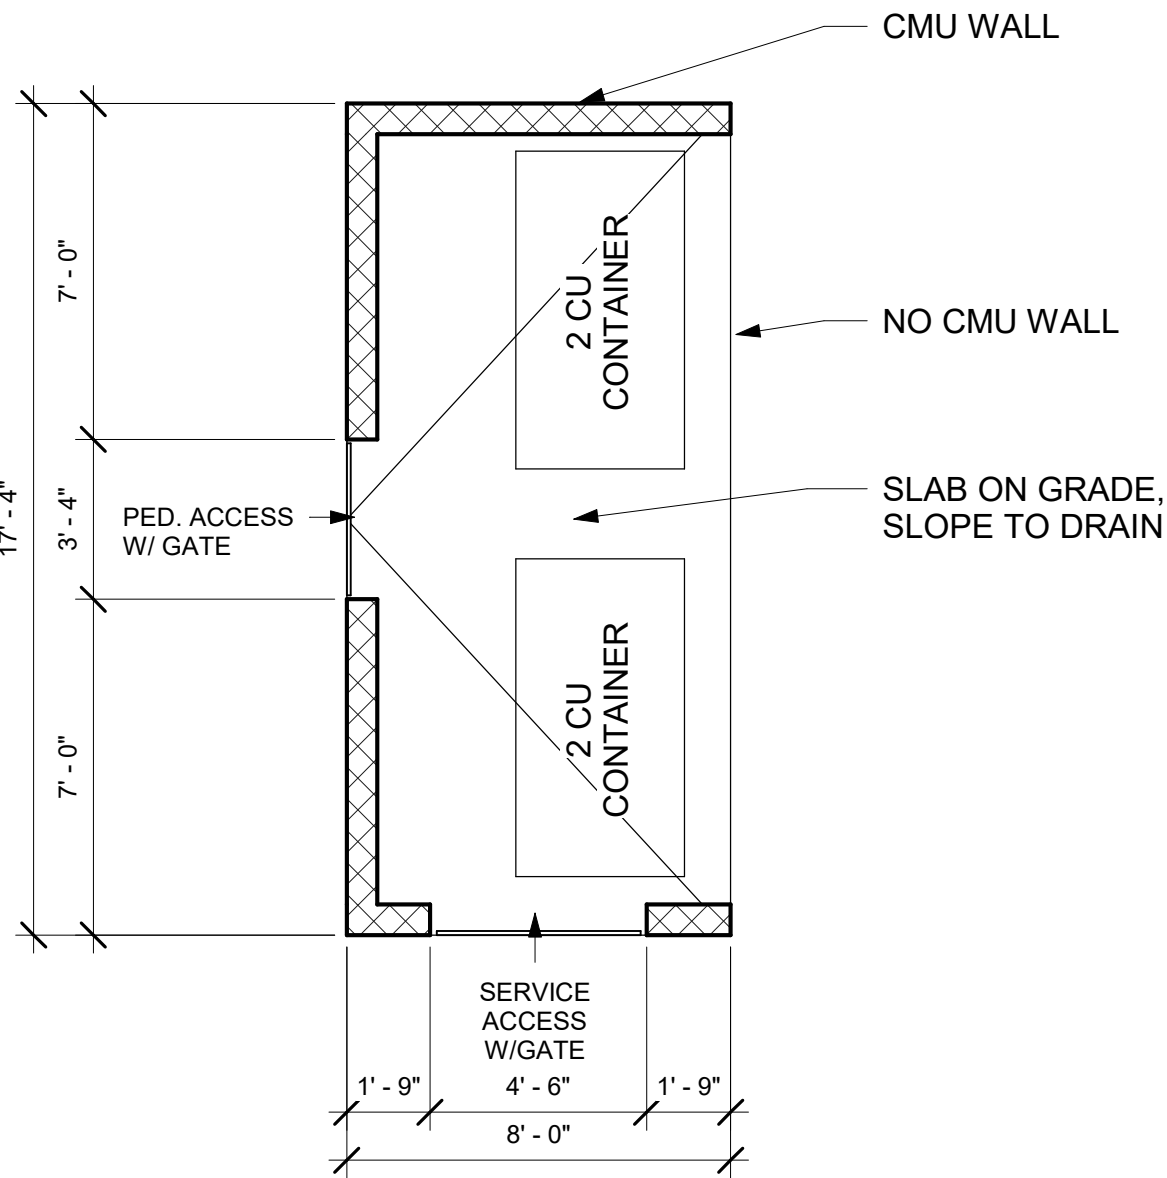 CMU WALL
7' - 0"
2 CU
CONTAINER
NO CMU WALL
17' - 4"
3' - 4"
PED. ACCESS
W/ GATE
SLAB ON GRADE,
SLOPE TO DRAIN
7' - 0"
2 CU
CONTAINER
SERVICE
ACCESS
W/GATE
1' - 9"
4' - 6"
1' - 9"
8' - 0"